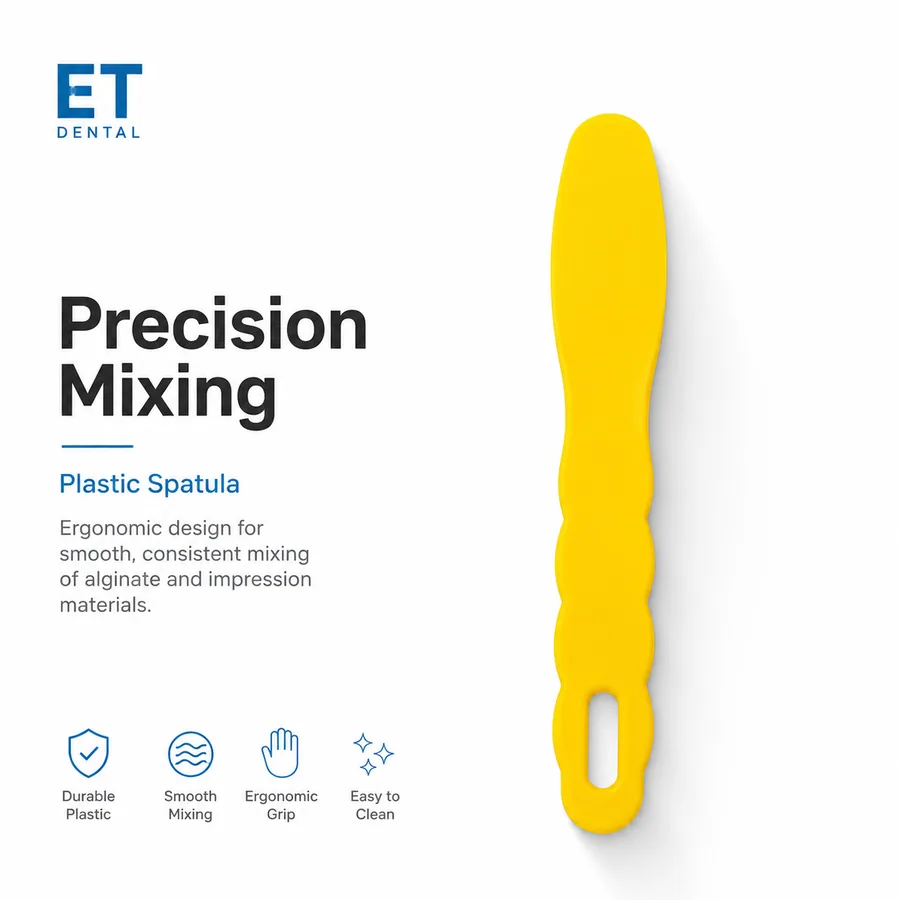 ET
DENTAL
Precision
Mixing
Plastic Spatula
Ergonomic design for
smooth, consistent mixing
of alginate and impression
materials.
Durable
Plastic
Smooth
Mixing
Ergonomic
Grip
Easy to
Clean